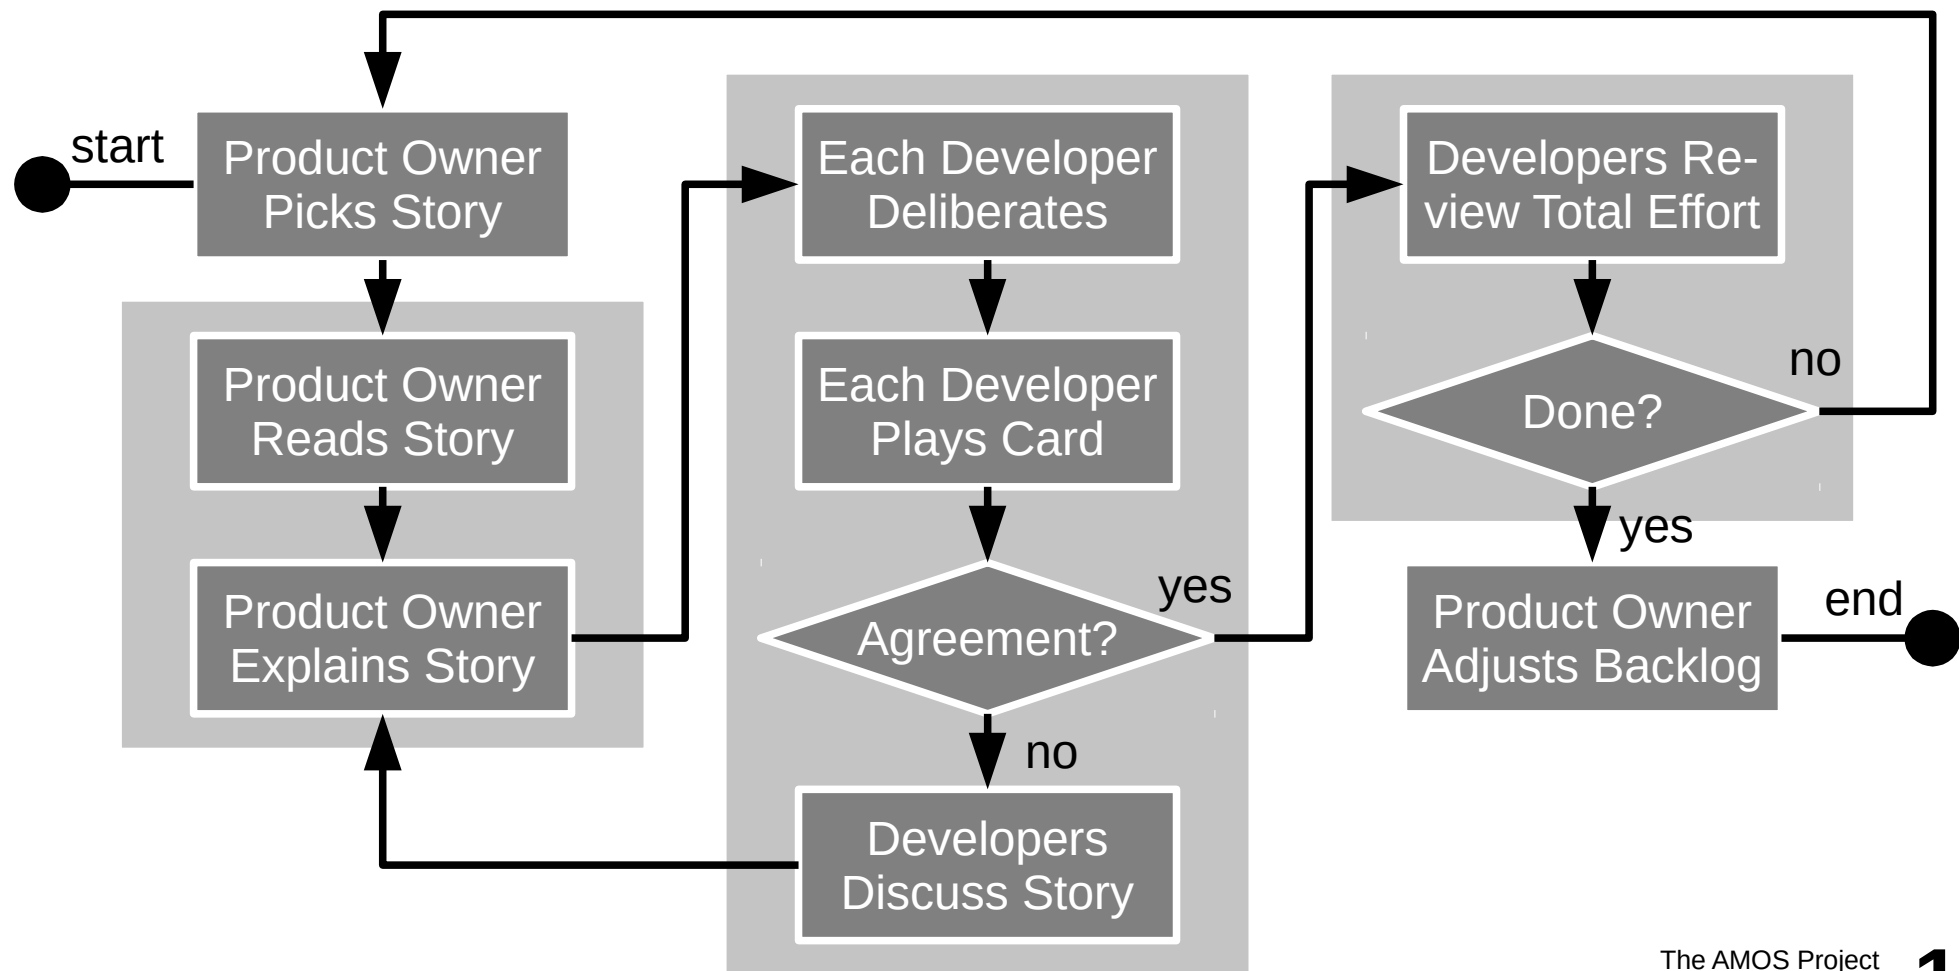 start
Product Owner
Picks Story
Product Owner
Reads Story
Product Owner
Explains Story
Each Developer
Deliberates
Each Developer
Plays Card
Agreement?
yes
no
Developers
Discuss Story
Developers Re-
view Total Effort
Done?
no
yes
Product Owner
Adjusts Backlog
end
The AMOS Project